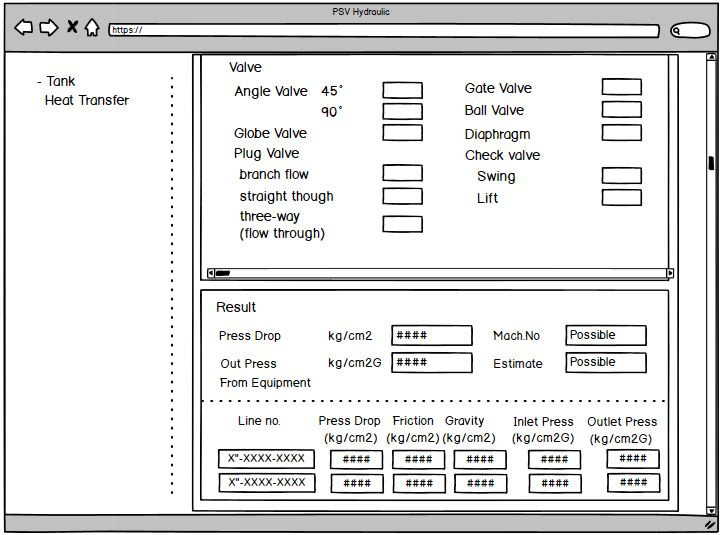 PSV Hydraulic
https://
- Tank
Heat Transfer
Valve
Angle Valve 45°
90°
Globe Valve
Plug Valve
branch flow
straight though
three-way
(flow through)
Gate Valve
Ball Valve
Diaphragm
Check valve
Swing
Lift
Result
Press Drop kg/cm2 #### Mach.No Possible
Out Press kg/cm2G #### Estimate Possible
From Equipment
Line no. Press Drop Friction Gravity Inlet Press Outlet Press
(kg/cm2) (kg/cm2) (kg/cm2) (kg/cm2G) (kg/cm2G)
X"-XXXX-XXXX #### #### #### #### ####
X"-XXXX-XXXX #### #### #### #### ####